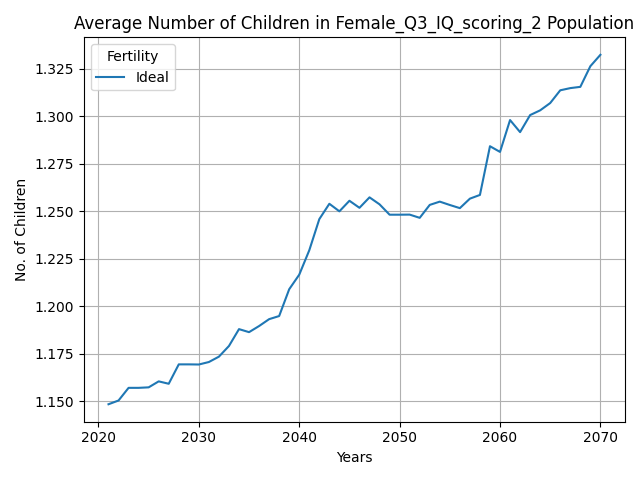 Average Number of Children in Female_Q3_IQ_scoring_2 Population
Fertility
Ideal
1.325
1.300
1.275
1.250
1.225
1.200
1.175
1.150
No. of Children
2020 2030 2040 2050 2060 2070
Years